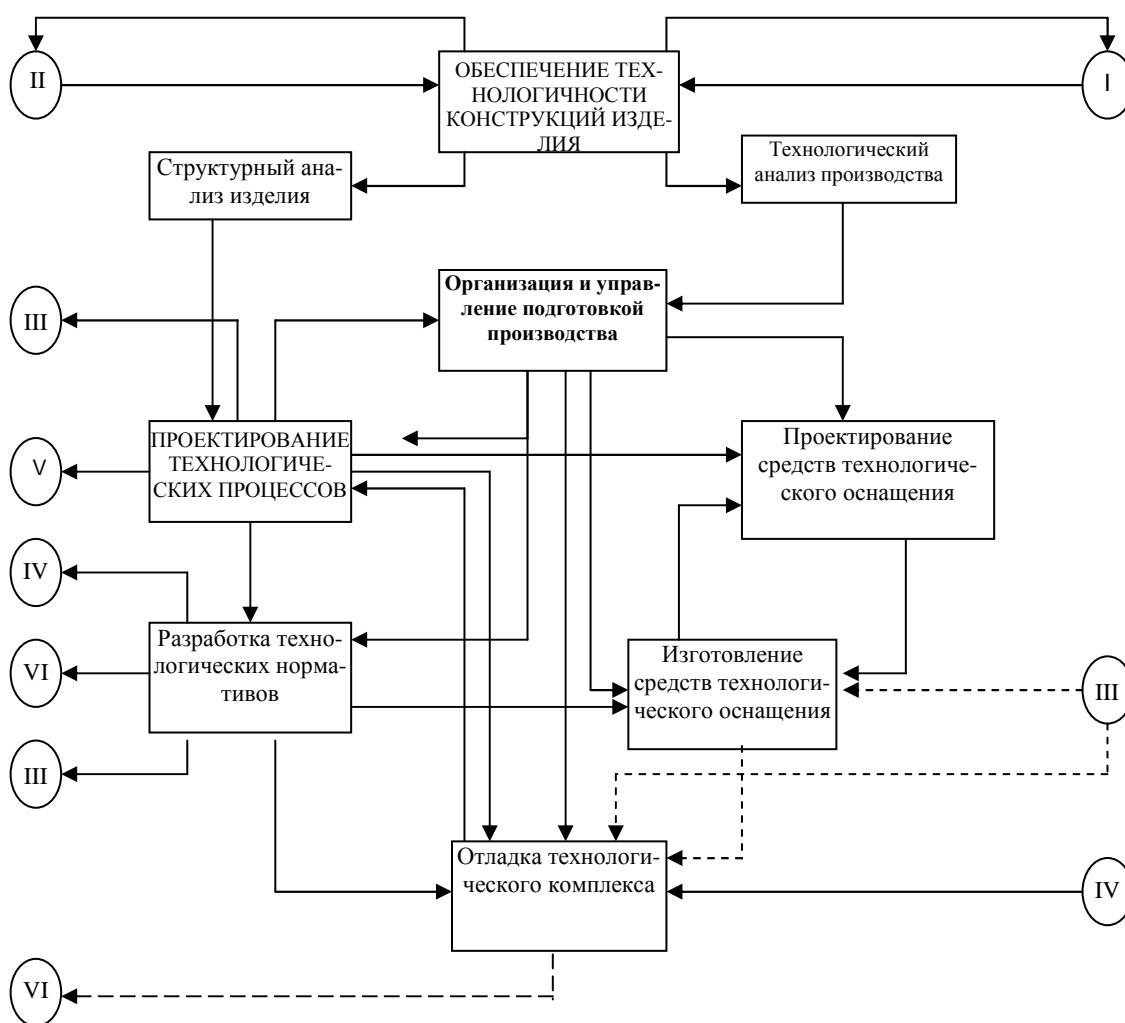 II
ОБЕСПЕЧЕНИЕ ТЕХ-
НОЛОГИЧНОСТИ
КОНСТРУКЦИЙ ИЗДЕ-
ЛИЯ
I
Структурный ана-
лиз изделия
Технологический
анализ производства
III
Организация и управ-
ление подготовкой
производства
V
ПРОЕКТИРОВАНИЕ
ТЕХНОЛОГИЧЕ-
СКИХ ПРОЦЕССОВ
Проектирование
средств технологиче-
ского оснащения
IV
VI
III
Разработка техно-
логических норма-
тивов
Изготовление
средств технологи-
ческого оснащения
III
Отладка технологи-
ческого комплекса
IV
VI